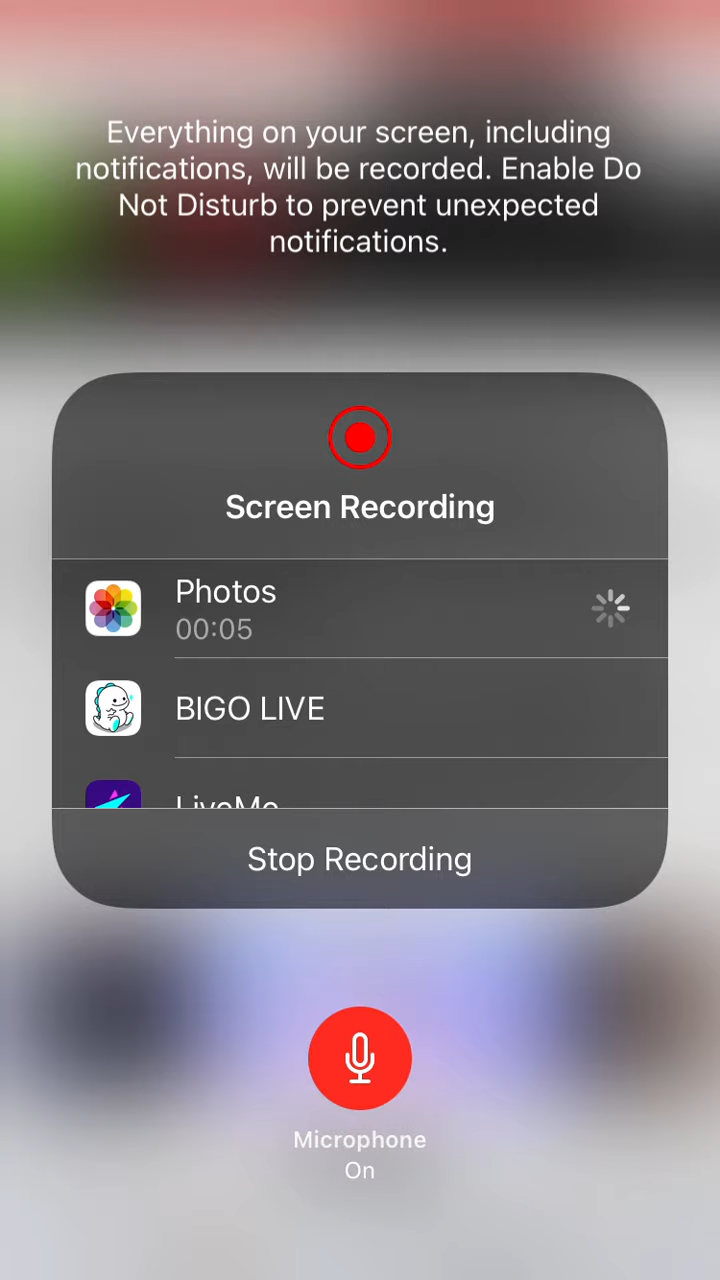 Everything on your screen, including
notifications, will be recorded. Enable Do
Not Disturb to prevent unexpected
notifications.
Screen Recording
Photos
00:05
BIGO LIVE
LiveMe
Stop Recording
Microphone
On